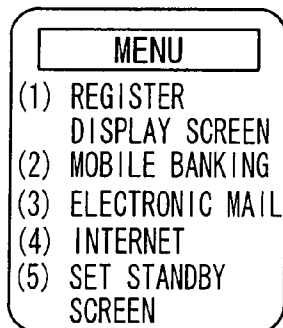 MENU
(1) REGISTER
DISPLAY SCREEN
(2) MOBILE BANKING
(3) ELECTRONIC MAIL
(4) INTERNET
(5) SET STANDBY
SCREEN